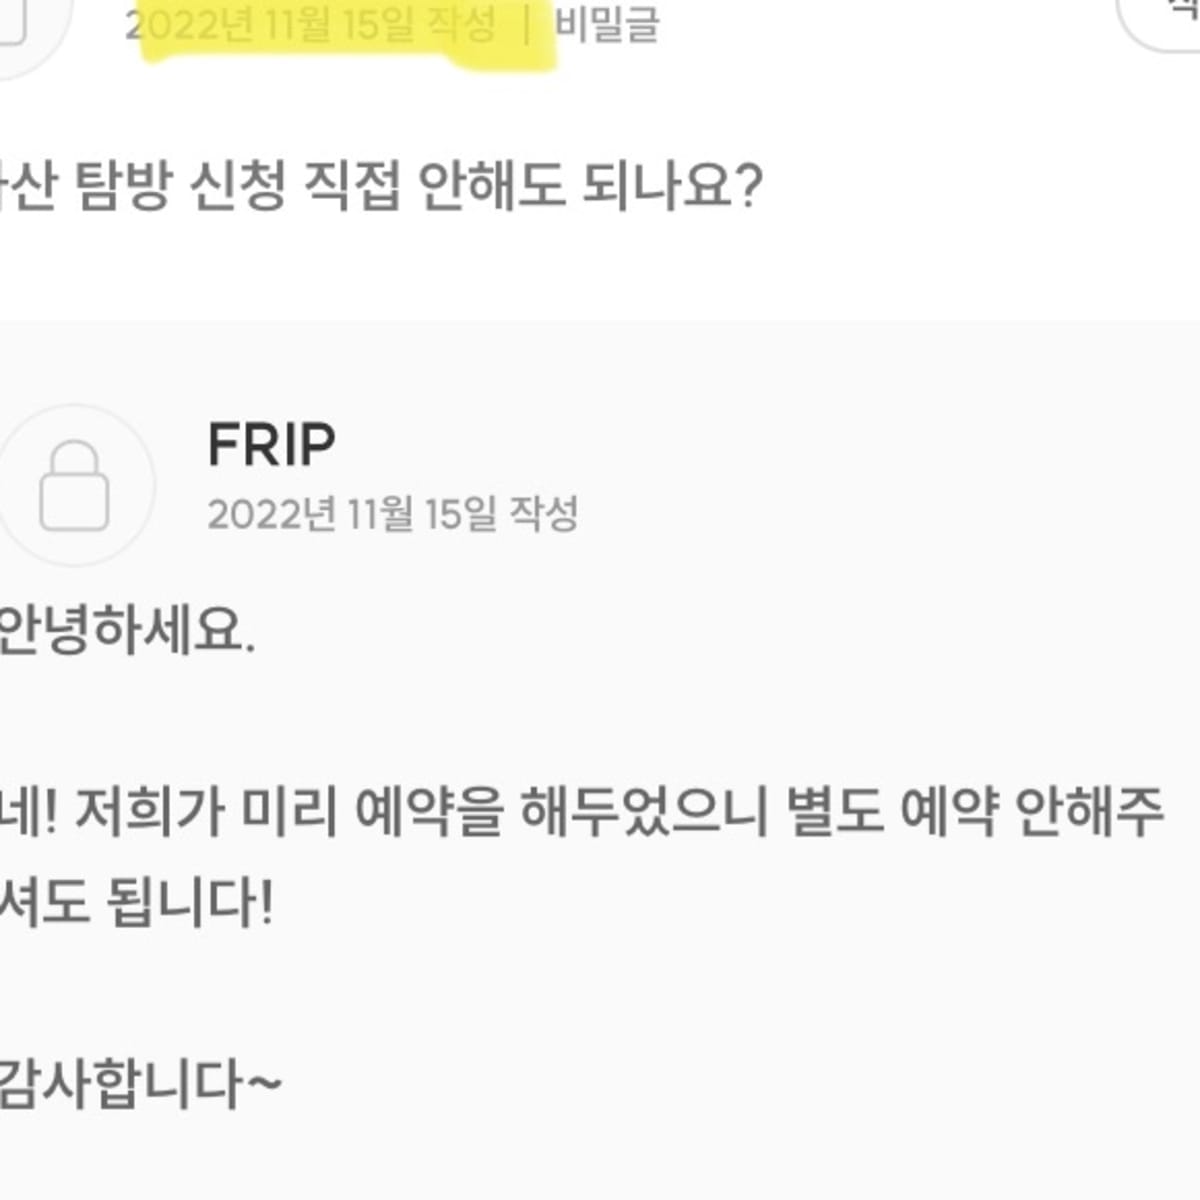 2022년 11월 15일 작성 | 비밀글
산 탐방 신청 직접 안해도 되나요?
FRIP
2022년 11월 15일 작성
안녕하세요.
네! 저희가 미리 예약을 해두었으니 별도 예약 안해주
셔도 됩니다!
감사합니다~